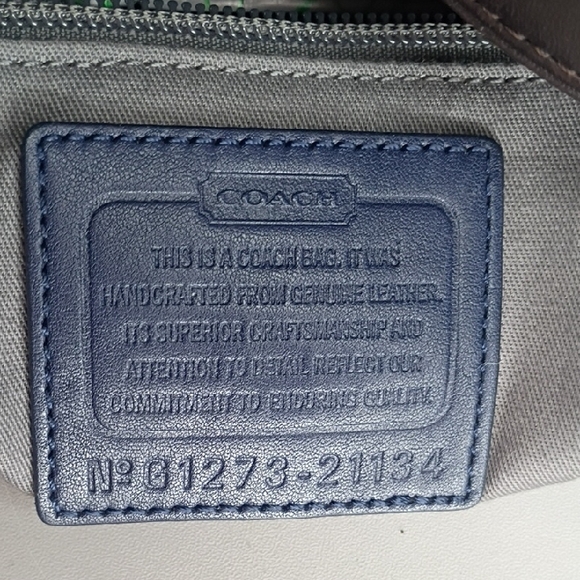 COACH
THIS IS A COACH BAG. IT WAS
HANDCRAFTED FROM GENUINE LEATHER.
ITS SUPERIOR CRAFTSMANSHIP AND
ATTENTION TO DETAIL REFLECT OUR
COMMITMENT TO ENDURING QUALITY.
Nº G1273-21134